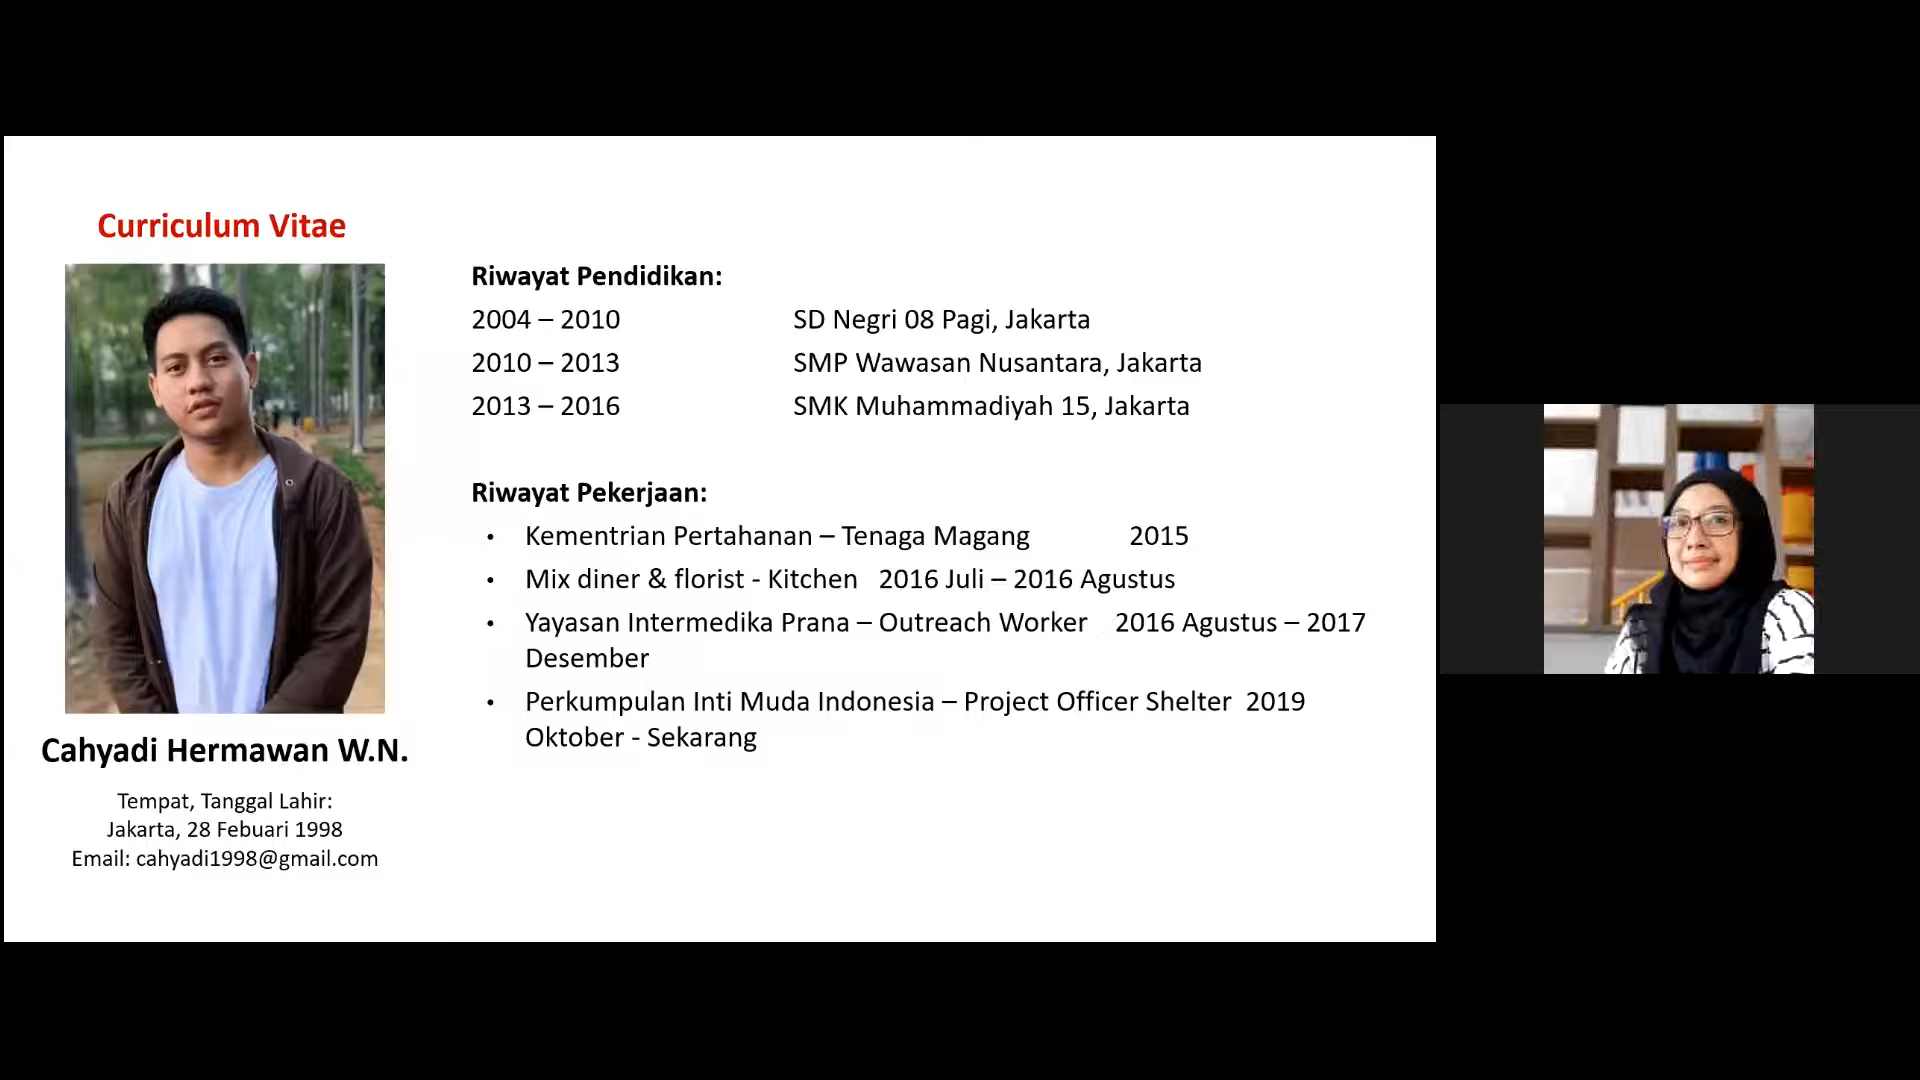 Curriculum Vitae
Cahyadi Hermawan W.N.
Tempat, Tanggal Lahir:
Jakarta, 28 Febuari 1998
Email: cahyadi1998@gmail.com
Riwayat Pendidikan:
2004 – 2010 SD Negri 08 Pagi, Jakarta
2010 – 2013 SMP Wawasan Nusantara, Jakarta
2013 – 2016 SMK Muhammadiyah 15, Jakarta
Riwayat Pekerjaan:
• Kementrian Pertahanan – Tenaga Magang 2015
• Mix diner & florist - Kitchen 2016 Juli – 2016 Agustus
• Yayasan Intermedika Prana – Outreach Worker 2016 Agustus – 2017
Desember
• Perkumpulan Inti Muda Indonesia – Project Officer Shelter 2019
Oktober - Sekarang